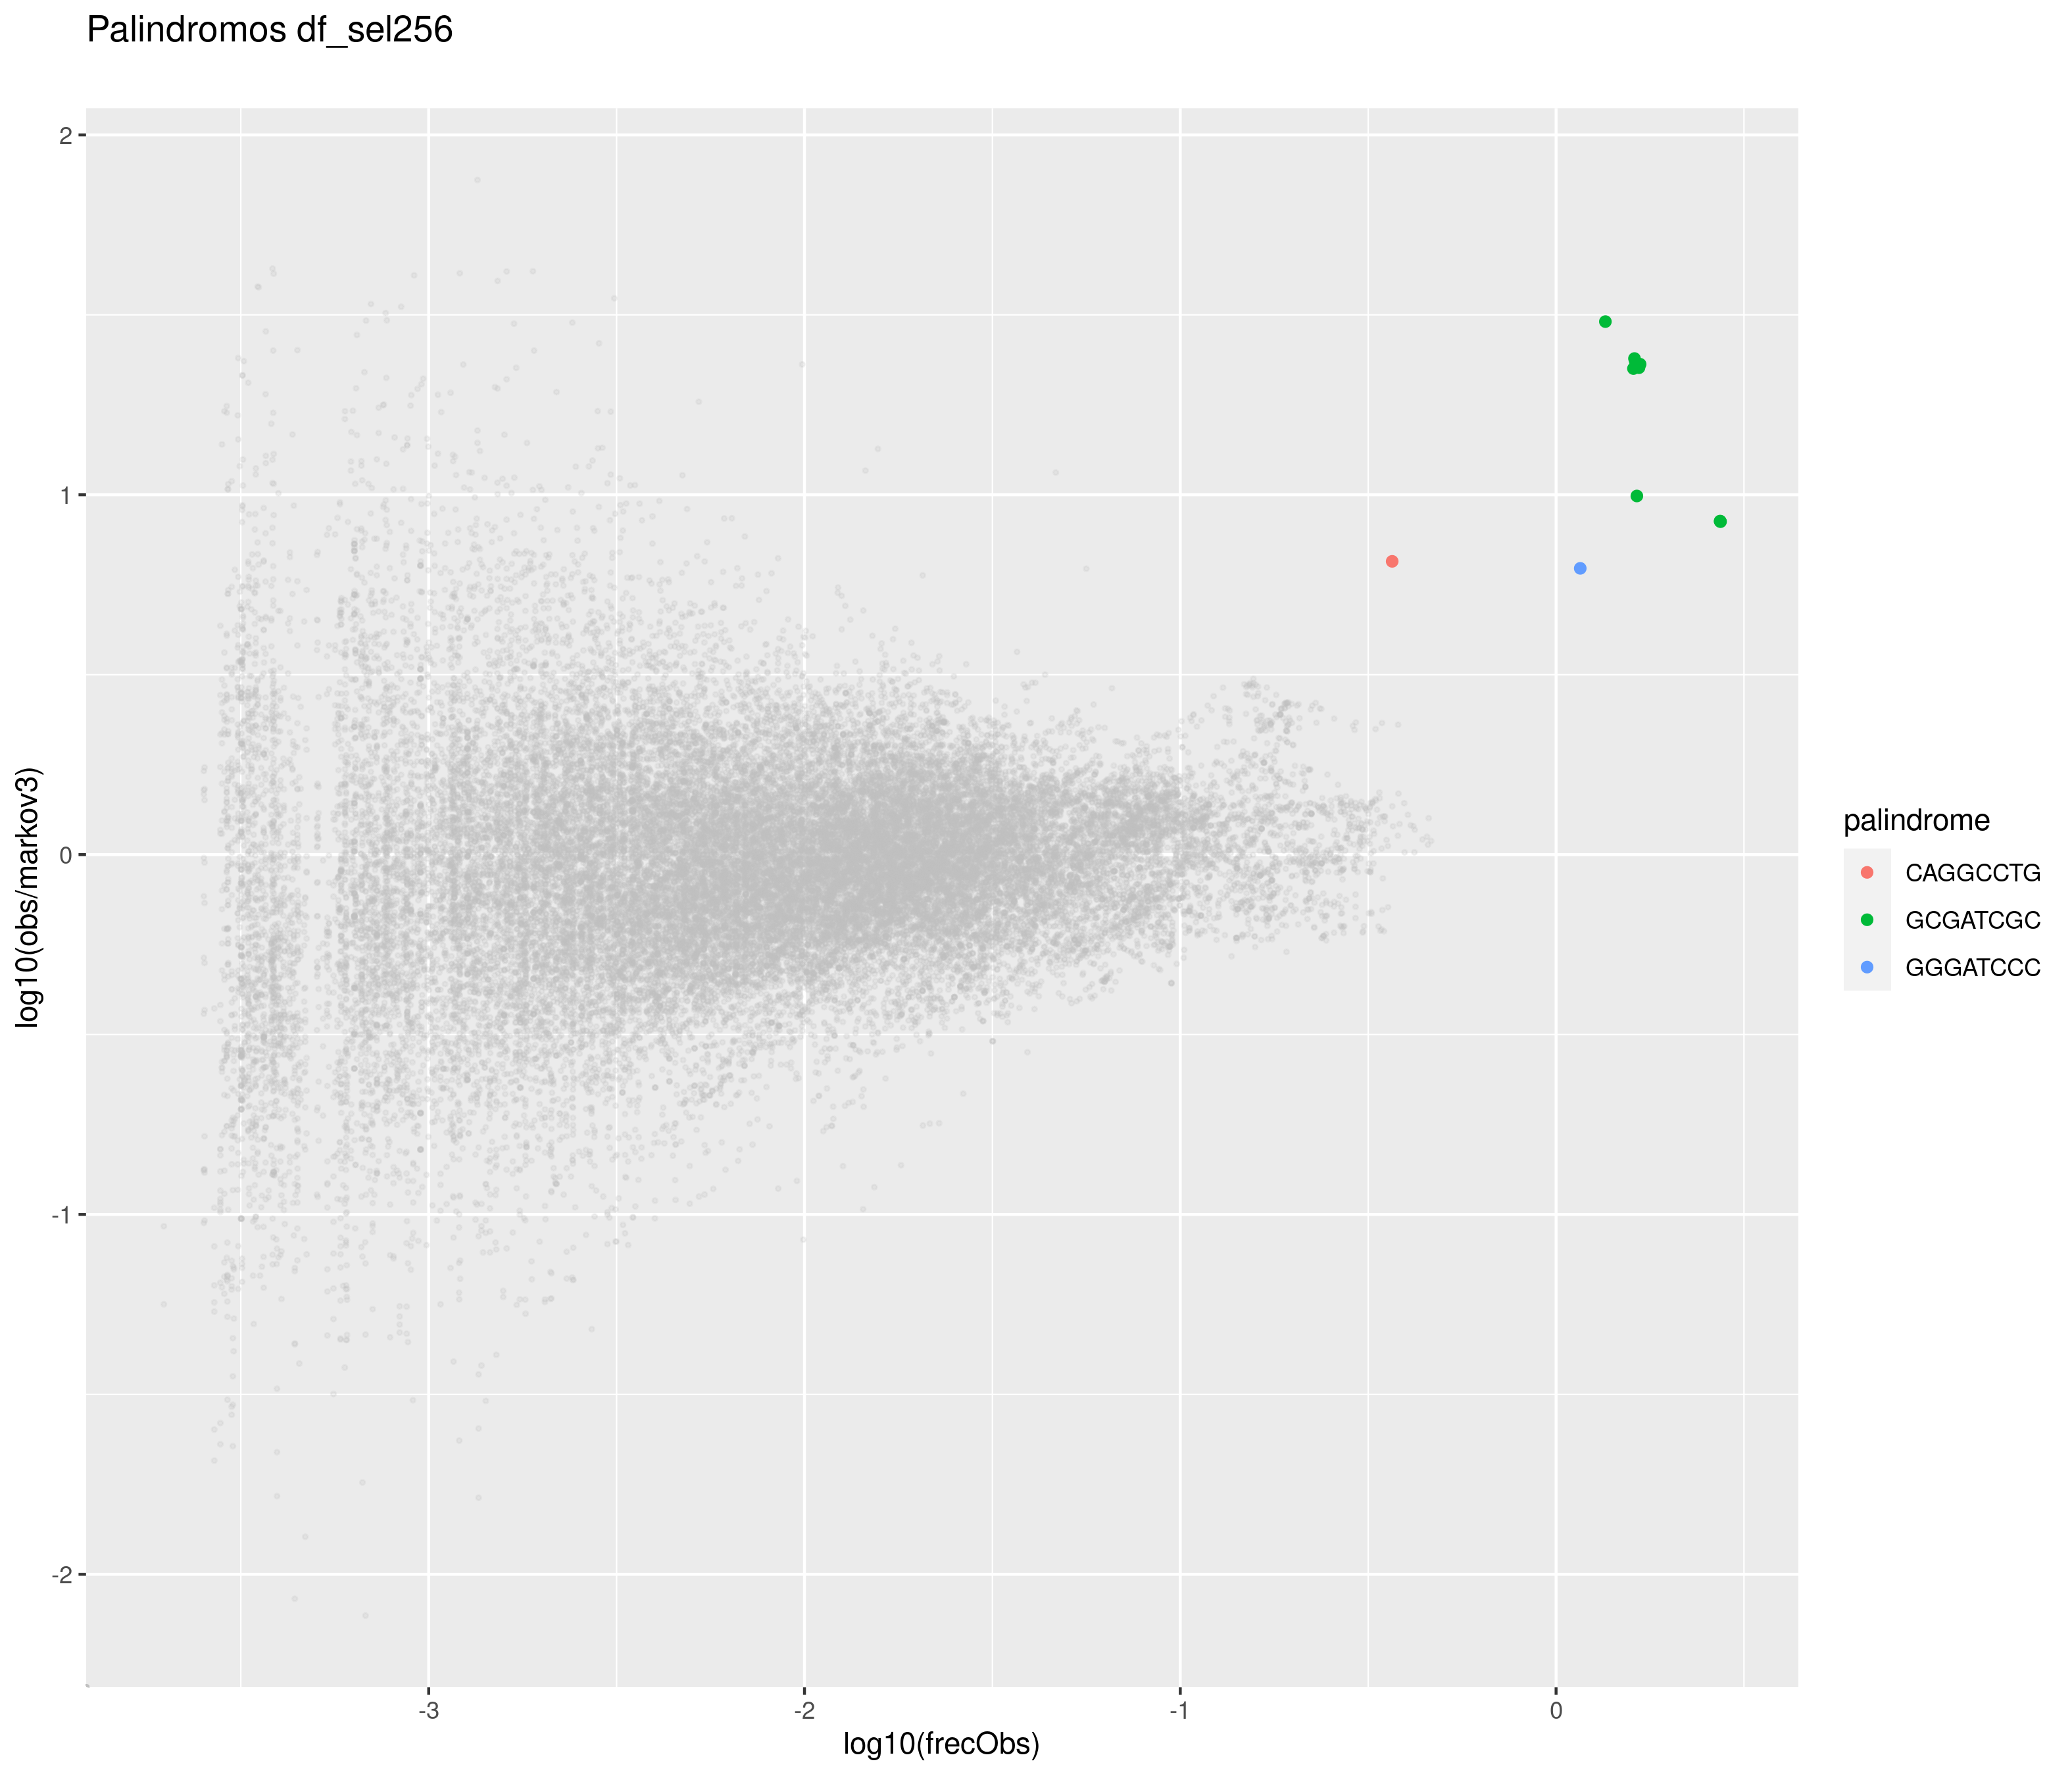 Palindromos df_sel256
log10(obs/markov3)
2
1
0
-1
-2
-3
-2
-1
0
log10(frecObs)
palindrome
CAGGCCTG
GCGATCGC
GGGATCCC